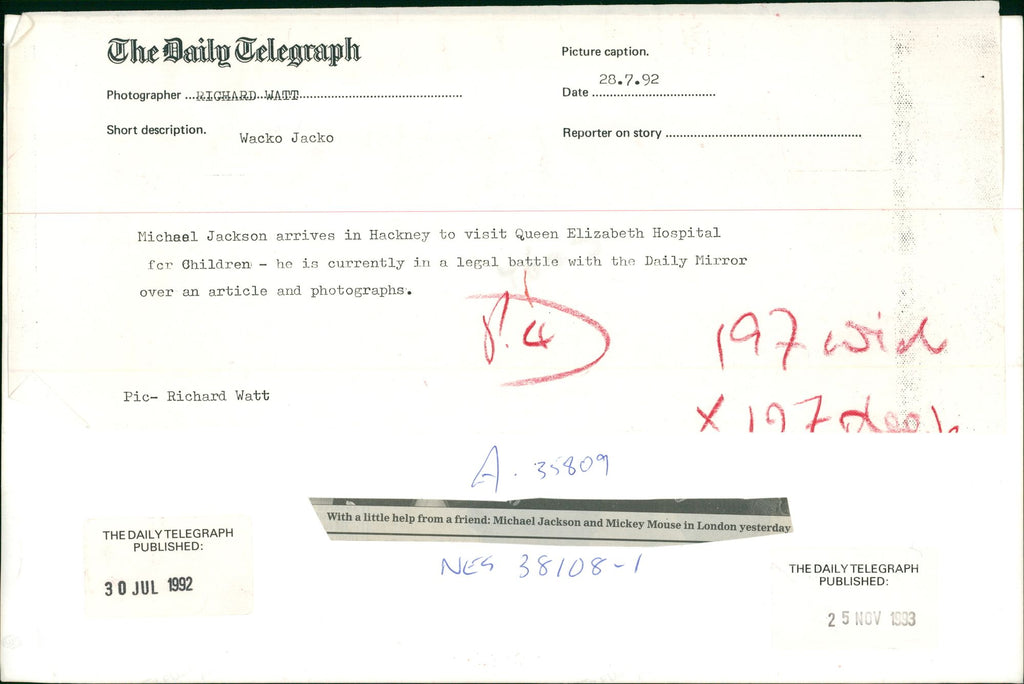 The Daily Telegraph
Picture caption.
28.7.92
Date
Photographer ...RICHARD..WATT
Short description.
Wacko Jacko
Reporter on story
Michael Jackson arrives in Hackney to visit Queen Elizabeth Hospital
for Children - he is currently in a legal battle with the Daily Mirror
over an article and photographs.
P.4
197 wide
x 197 deep
Pic- Richard Watt
A. 35809
With a little help from a friend: Michael Jackson and Mickey Mouse in London yesterday
NES 38108-1
THE DAILY TELEGRAPH
PUBLISHED:
30 JUL 1992
THE DAILY TELEGRAPH
PUBLISHED:
25 NOV 1993